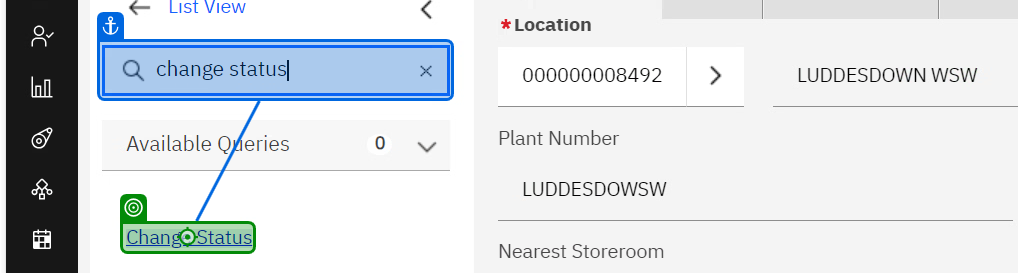 List View
change status
Available Queries 0
Change Status
*Location
000000008492
LUDDESDOWN WSW
Plant Number
LUDDESDOWSW
Nearest Storeroom